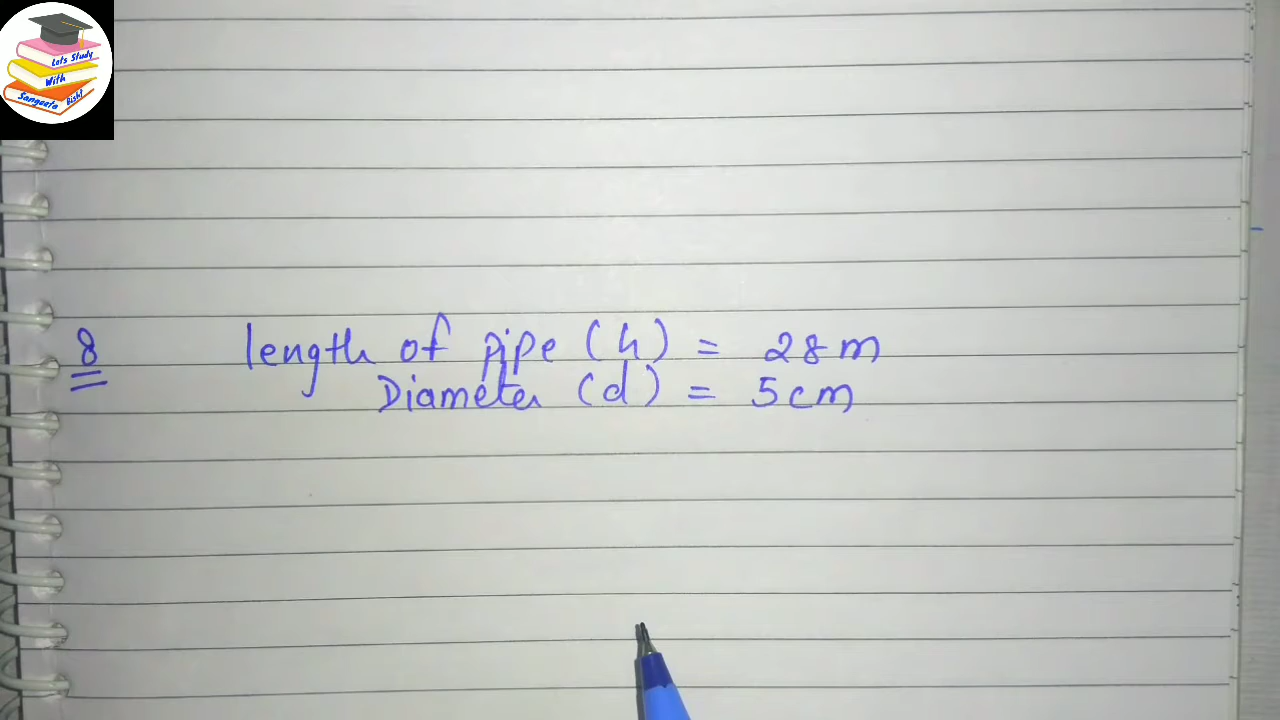 Lets Study
With
Sangeeta Bisht
8 length of pipe (h) = 28m
Diameter (d) = 5cm